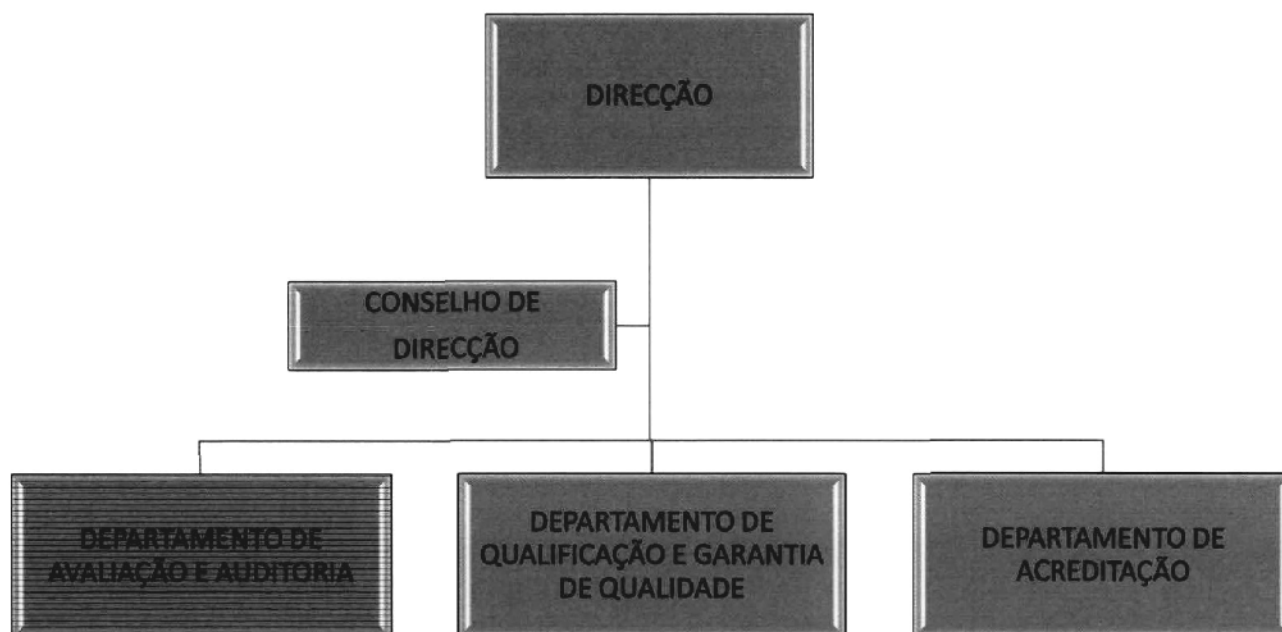 DIRECÇÃO
CONSELHO DE
DIRECÇÃO
DEPARTAMENTO DE
AVALIAÇÃO E AUDITORIA
DEPARTAMENTO DE
QUALIFICAÇÃO E GARANTIA
DE QUALIDADE
DEPARTAMENTO DE
ACREDITAÇÃO